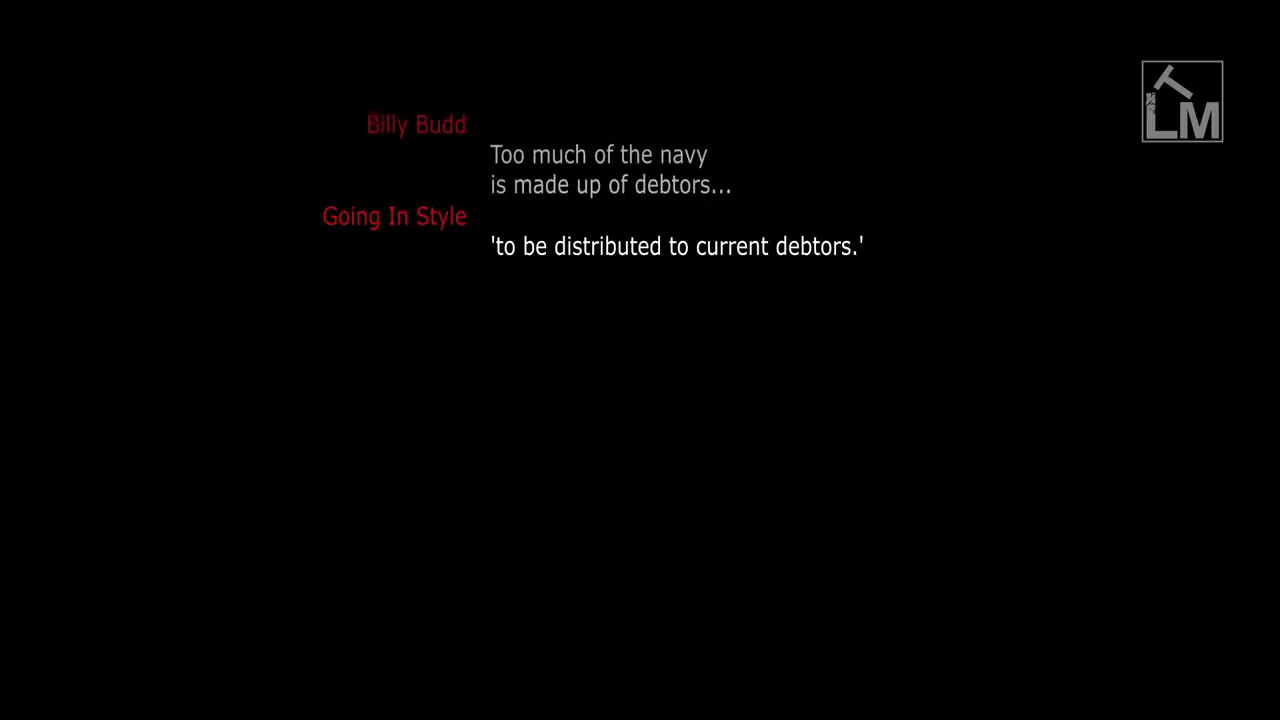 Billy Budd
Too much of the navy
is made up of debtors...
Going In Style
'to be distributed to current debtors.'
TLM